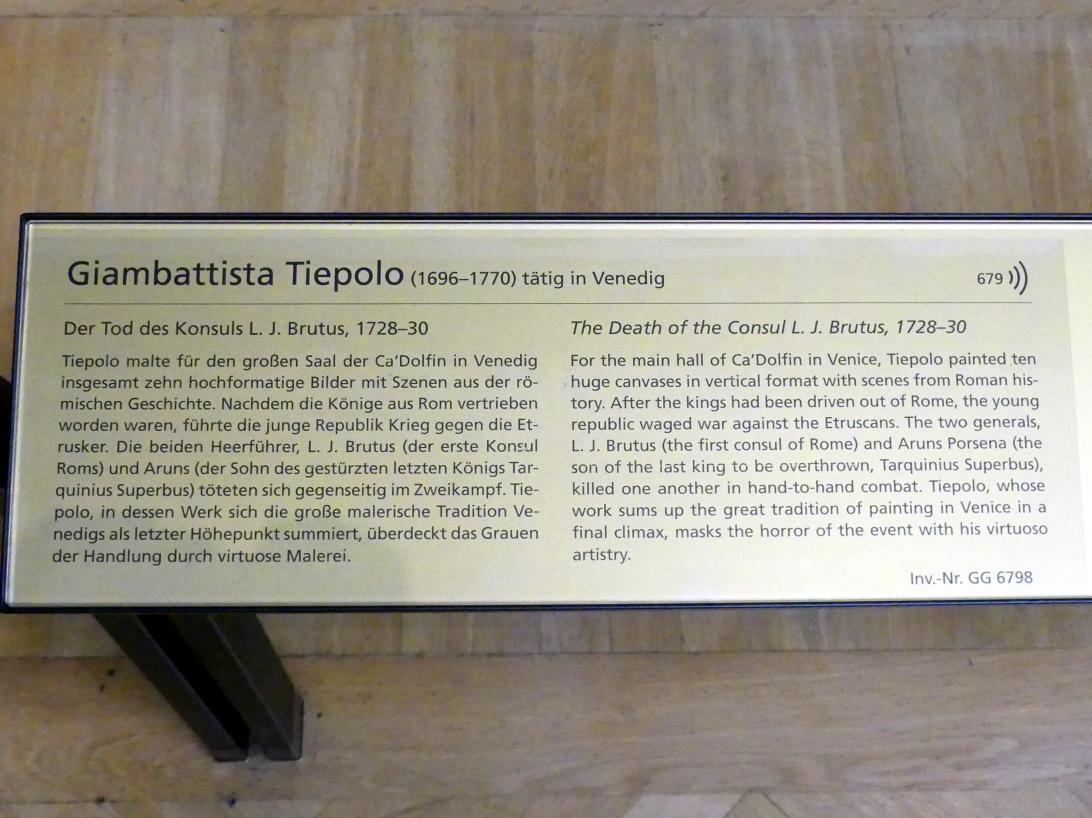 Giambattista Tiepolo (1696–1770) tätig in Venedig
679
Der Tod des Konsuls L. J. Brutus, 1728–30
Tiepolo malte für den großen Saal der Ca'Dolfin in Venedig
insgesamt zehn hochformatige Bilder mit Szenen aus der rö-
mischen Geschichte. Nachdem die Könige aus Rom vertrieben
worden waren, führte die junge Republik Krieg gegen die Et-
rusker. Die beiden Heerführer, L. J. Brutus (der erste Konsul
Roms) und Aruns (der Sohn des gestürzten letzten Königs Tar-
quinius Superbus) töteten sich gegenseitig im Zweikampf. Tie-
polo, in dessen Werk sich die große malerische Tradition Ve-
nedigs als letzter Höhepunkt summiert, überdeckt das Grauen
der Handlung durch virtuose Malerei.
The Death of the Consul L. J. Brutus, 1728–30
For the main hall of Ca'Dolfin in Venice, Tiepolo painted ten
huge canvases in vertical format with scenes from Roman his-
tory. After the kings had been driven out of Rome, the young
republic waged war against the Etruscans. The two generals,
L. J. Brutus (the first consul of Rome) and Aruns Porsena (the
son of the last king to be overthrown, Tarquinius Superbus),
killed one another in hand-to-hand combat. Tiepolo, whose
work sums up the great tradition of painting in Venice in a
final climax, masks the horror of the event with his virtuoso
artistry.
Inv.-Nr. GG 6798